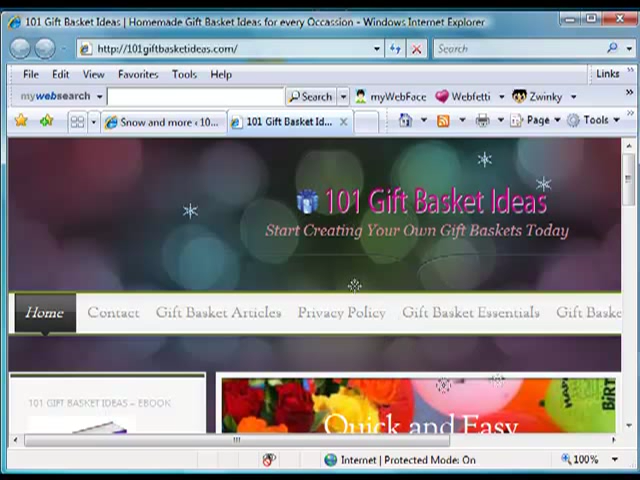 101 Gift Basket Ideas | Homemade Gift Basket Ideas for every Occassion - Windows Internet Explorer
http://101giftbasketideas.com/
Search
File Edit View Favorites Tools Help
Links »
mywebsearch Search myWebFace Webfetti Zwinky »
Snow and more ‹ 10... 101 Gift Basket Id... Page Tools »
101 Gift Basket Ideas
Start Creating Your Own Gift Baskets Today
Home Contact Gift Basket Articles Privacy Policy Gift Basket Essentials Gift Baske
101 GIFT BASKET IDEAS – EBOOK
Quick and Easy
Internet | Protected Mode: On
100%